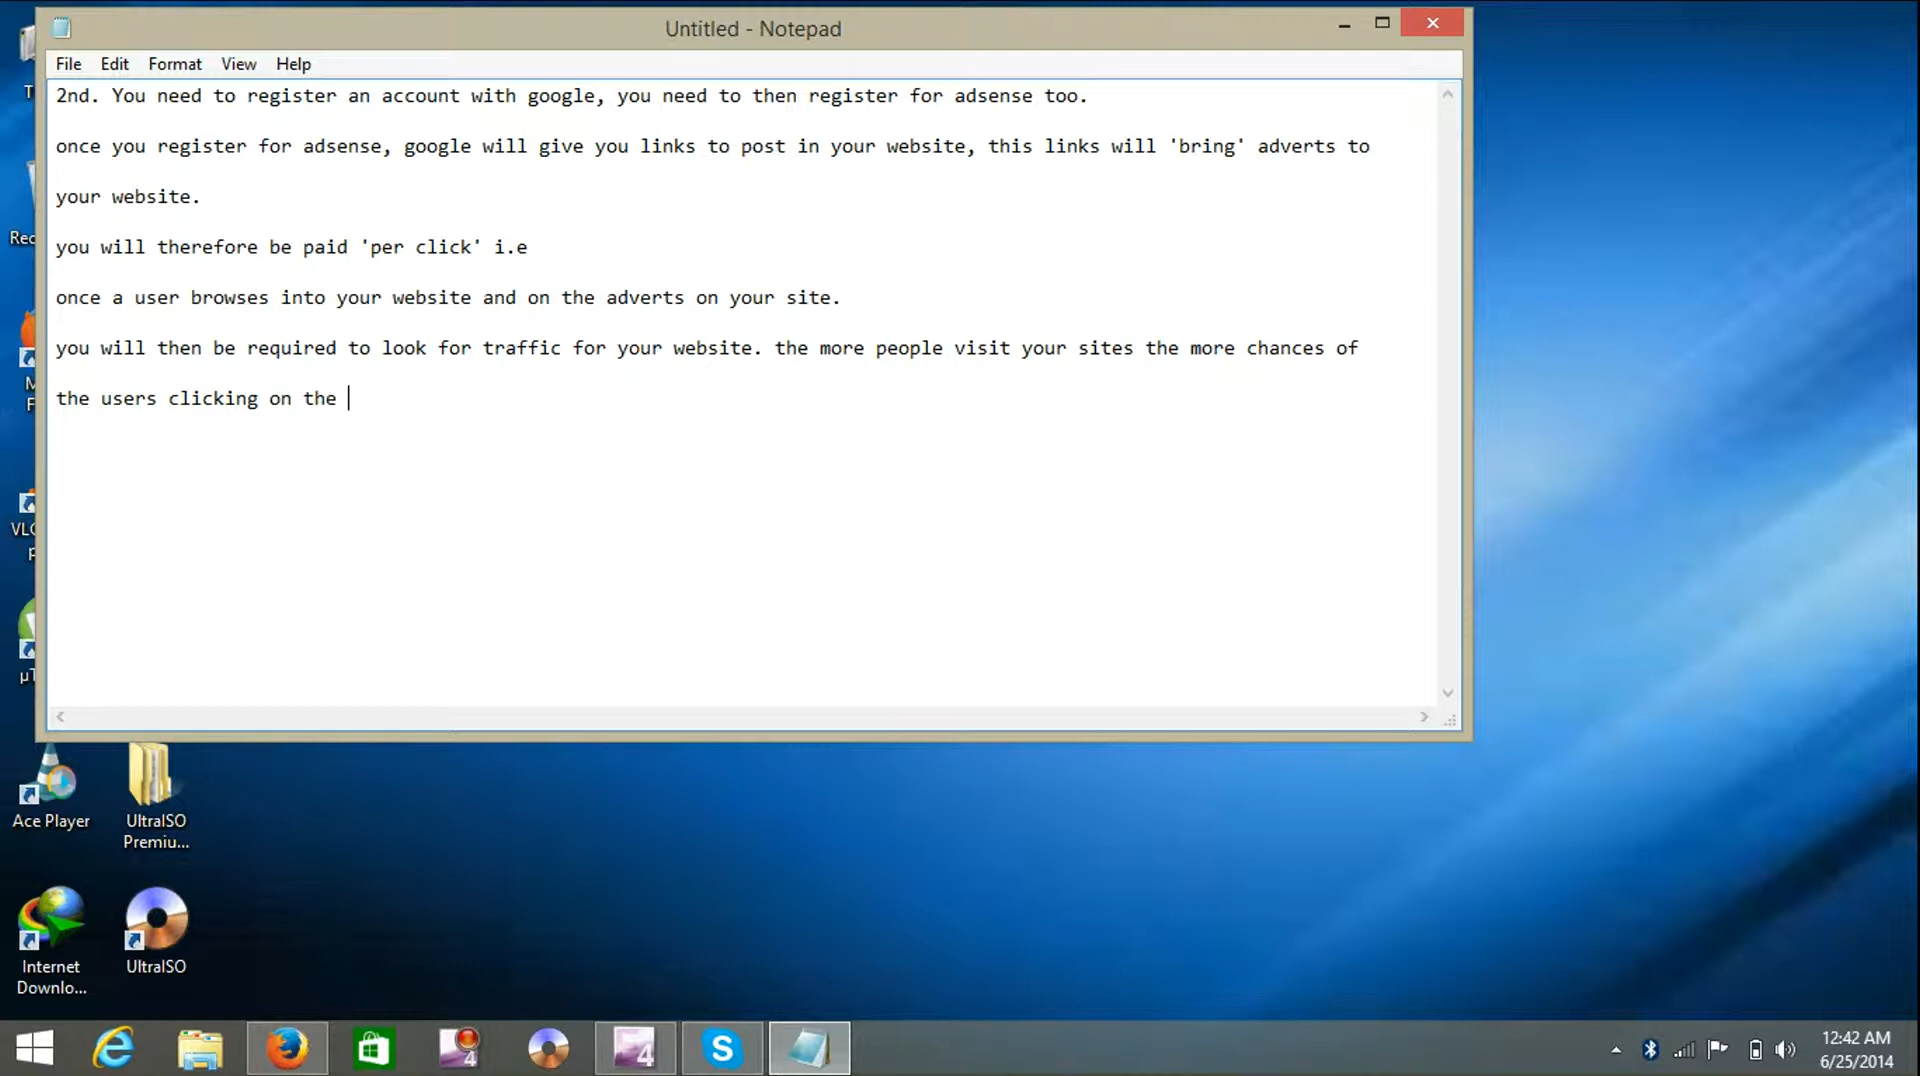 Untitled - Notepad
File Edit Format View Help
2nd. You need to register an account with google, you need to then register for adsense too.
once you register for adsense, google will give you links to post in your website, this links will 'bring' adverts to
your website.
you will therefore be paid 'per click' i.e
once a user browses into your website and on the adverts on your site.
you will then be required to look for traffic for your website. the more people visit your sites the more chances of
the users clicking on the
Ace Player
UltraISO
Premiu...
Internet
Downlo...
UltraISO
12:42 AM
6/25/2014